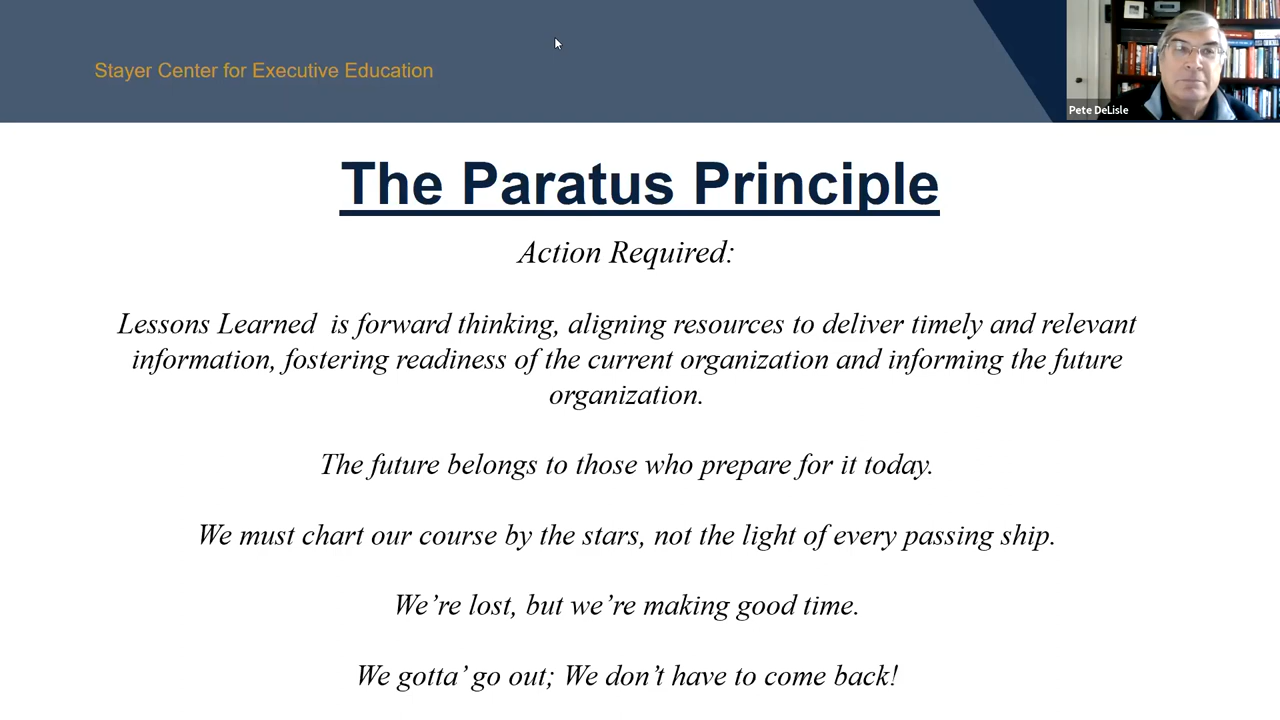 Stayer Center for Executive Education
Pete DeLisle
The Paratus Principle
Action Required:
Lessons Learned  is forward thinking, aligning resources to deliver timely and relevant
information, fostering readiness of the current organization and informing the future
organization.
The future belongs to those who prepare for it today.
We must chart our course by the stars, not the light of every passing ship.
We’re lost, but we’re making good time.
We gotta’ go out; We don’t have to come back!